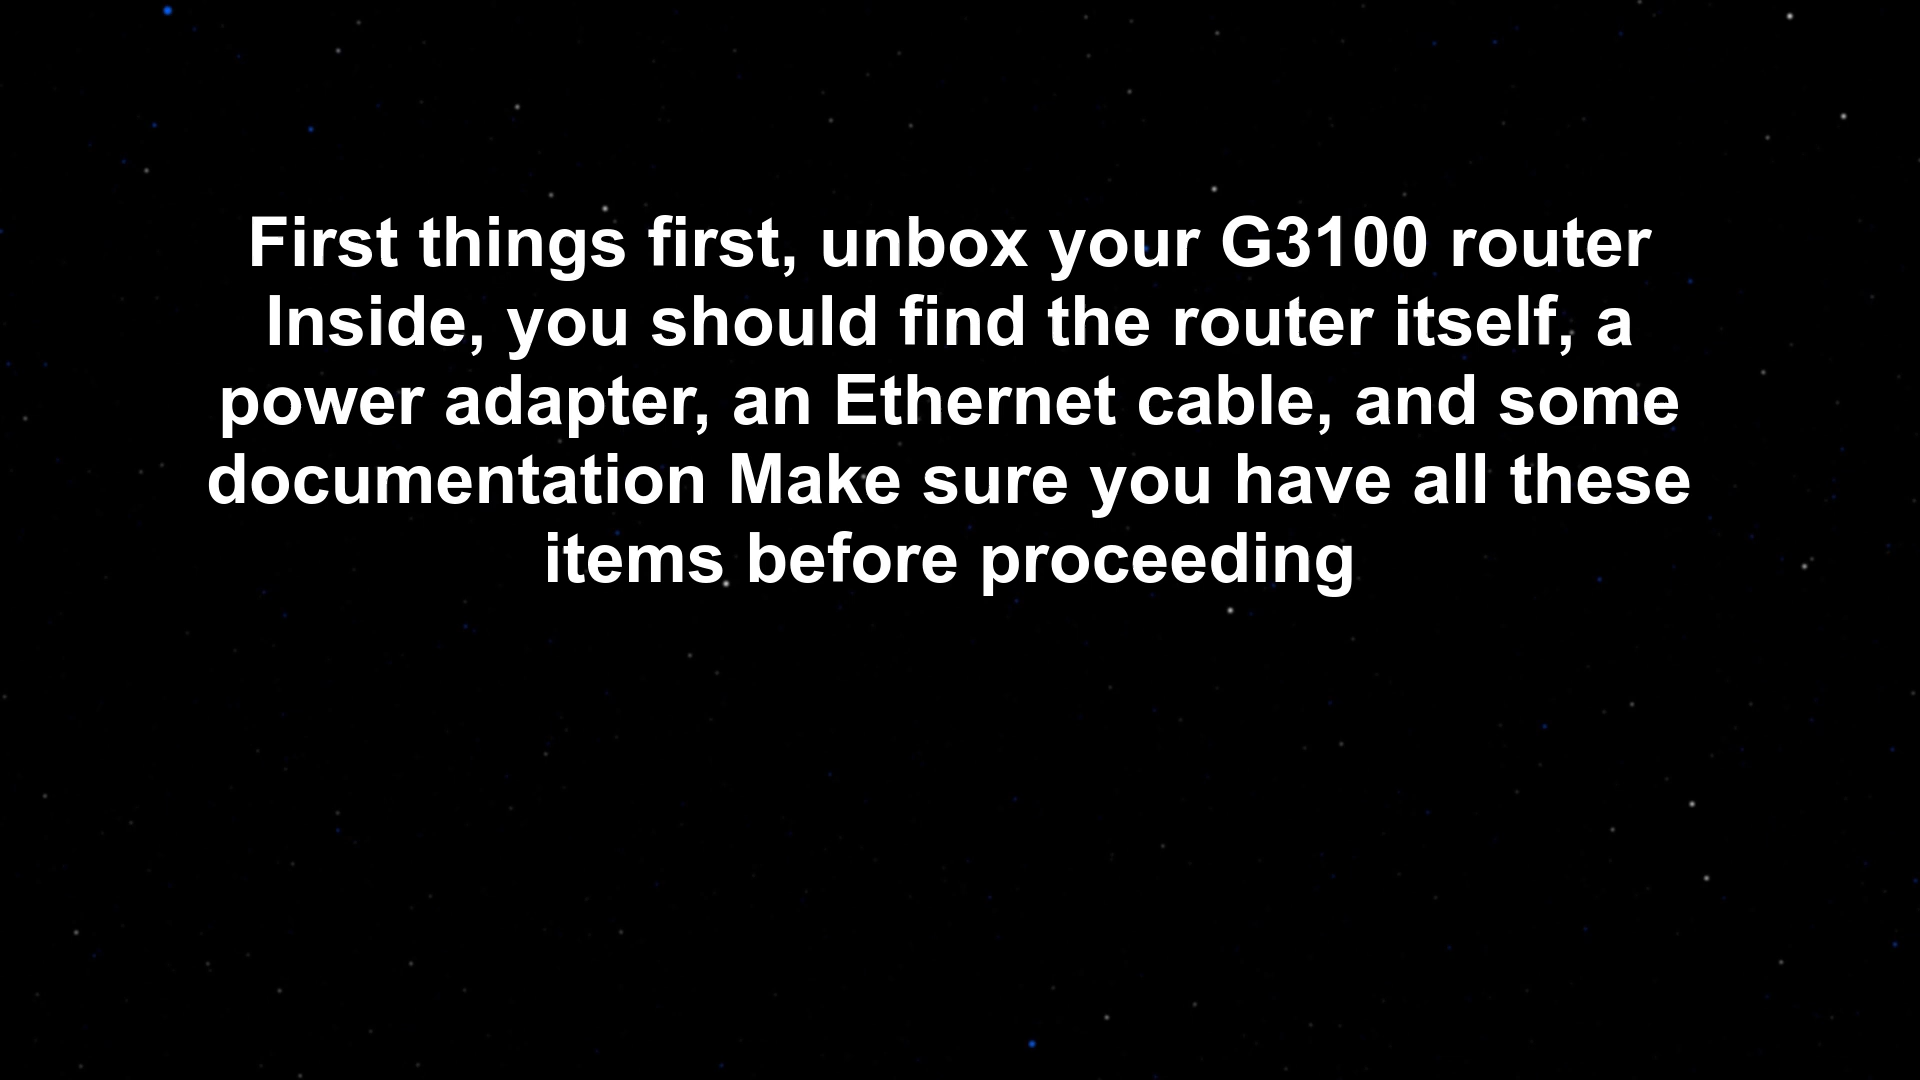 First things first, unbox your G3100 router
Inside, you should find the router itself, a
power adapter, an Ethernet cable, and some
documentation Make sure you have all these
items before proceeding